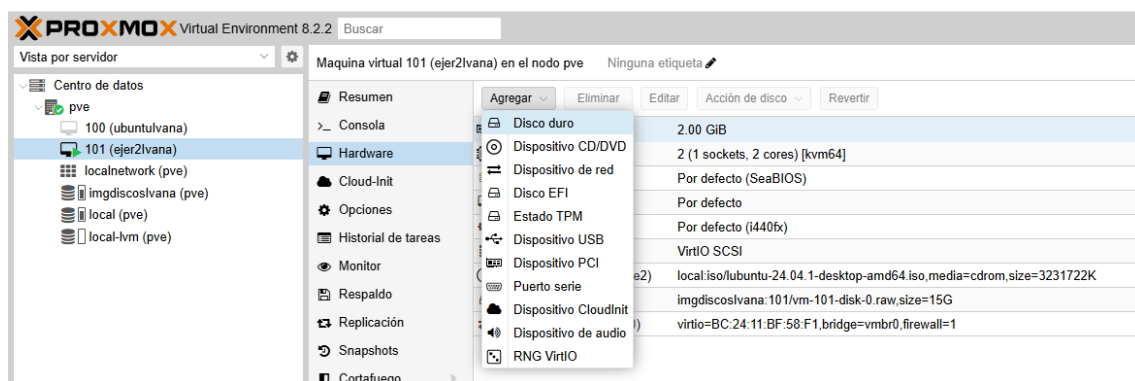 PROXMOX Virtual Environment 8.2.2 Buscar
Vista por servidor
Centro de datos
pve
100 (ubuntuIvana)
101 (ejer2Ivana)
localnetwork (pve)
imgdiscosIvana (pve)
local (pve)
local-lvm (pve)
Maquina virtual 101 (ejer2Ivana) en el nodo pve Ninguna etiqueta
Resumen
Consola
Hardware
Cloud-Init
Opciones
Historial de tareas
Monitor
Respaldo
Replicación
Snapshots
Cortafuego
Agregar Eliminar Editar Acción de disco Revertir
Disco duro
Dispositivo CD/DVD
Dispositivo de red
Disco EFI
Estado TPM
Dispositivo USB
Dispositivo PCI
Puerto serie
Dispositivo CloudInit
Dispositivo de audio
RNG VirtIO
2.00 GiB
2 (1 sockets, 2 cores) [kvm64]
Por defecto (SeaBIOS)
Por defecto
Por defecto (i440fx)
VirtIO SCSI
e2) local:iso/lubuntu-24.04.1-desktop-amd64.iso,media=cdrom,size=3231722K
imgdiscosIvana:101/vm-101-disk-0.raw,size=15G
) virtio=BC:24:11:BF:58:F1,bridge=vmbr0,firewall=1